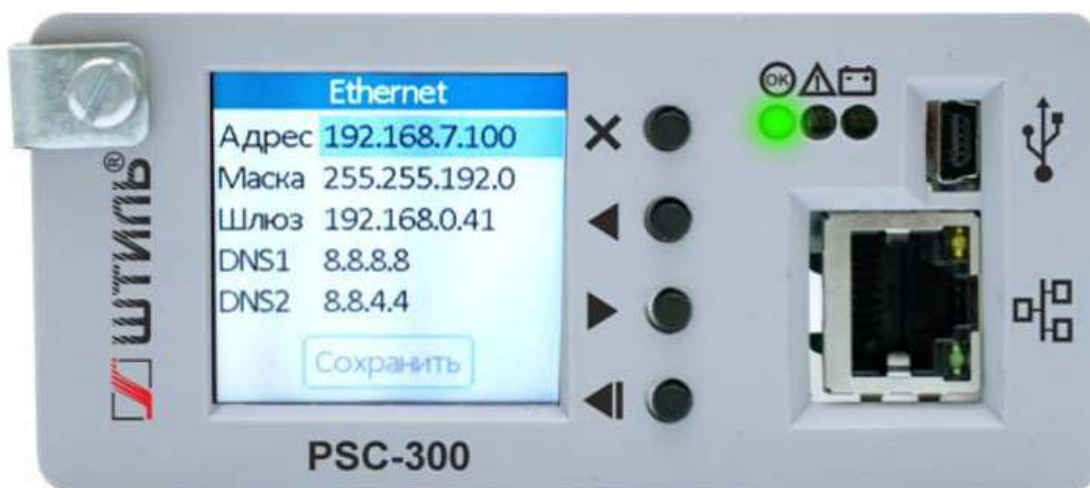 Ethernet
Адрес 192.168.7.100
Маска 255.255.192.0
Шлюз 192.168.0.41
DNS1 8.8.8.8
DNS2 8.8.4.4
Сохранить
ШТИЛЬ®
OK
PSC-300